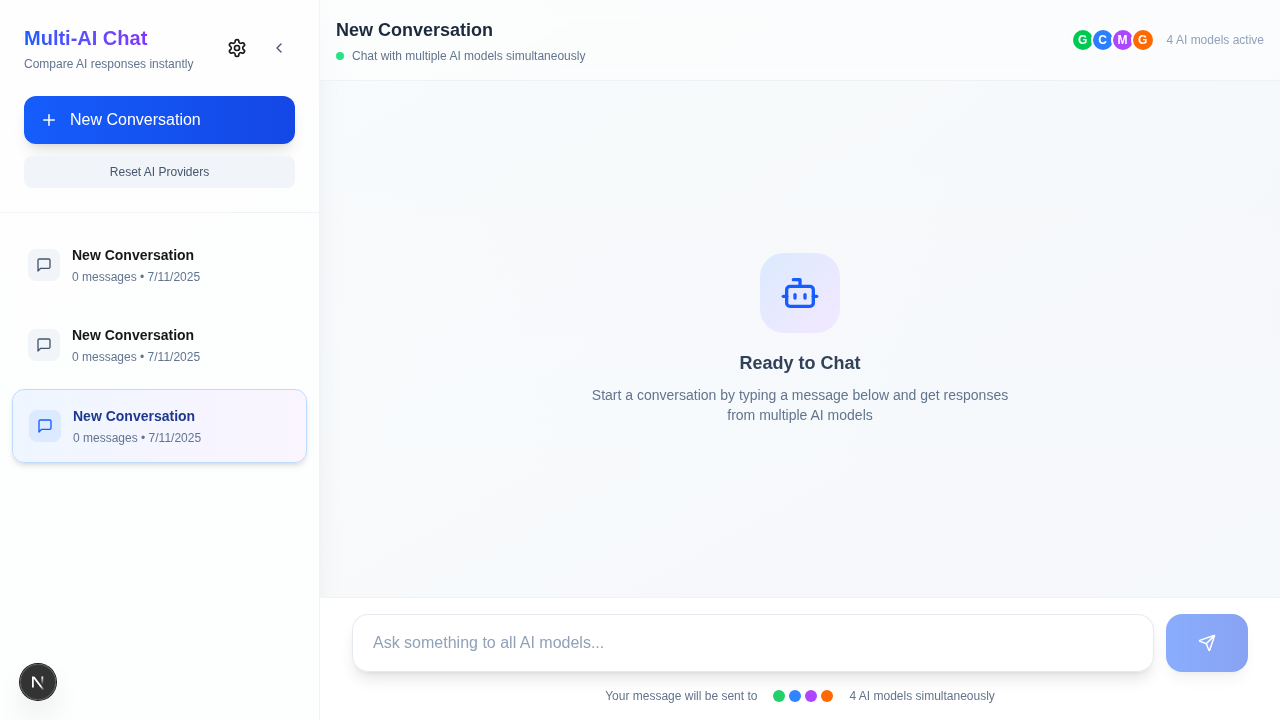 Multi-AI Chat
Compare AI responses instantly
New Conversation
Reset AI Providers
New Conversation
0 messages • 7/11/2025
New Conversation
0 messages • 7/11/2025
New Conversation
0 messages • 7/11/2025
N
New Conversation
Chat with multiple AI models simultaneously
G C M G 4 AI models active
Ready to Chat
Start a conversation by typing a message below and get responses
from multiple AI models
Ask something to all AI models...
Your message will be sent to 4 AI models simultaneously